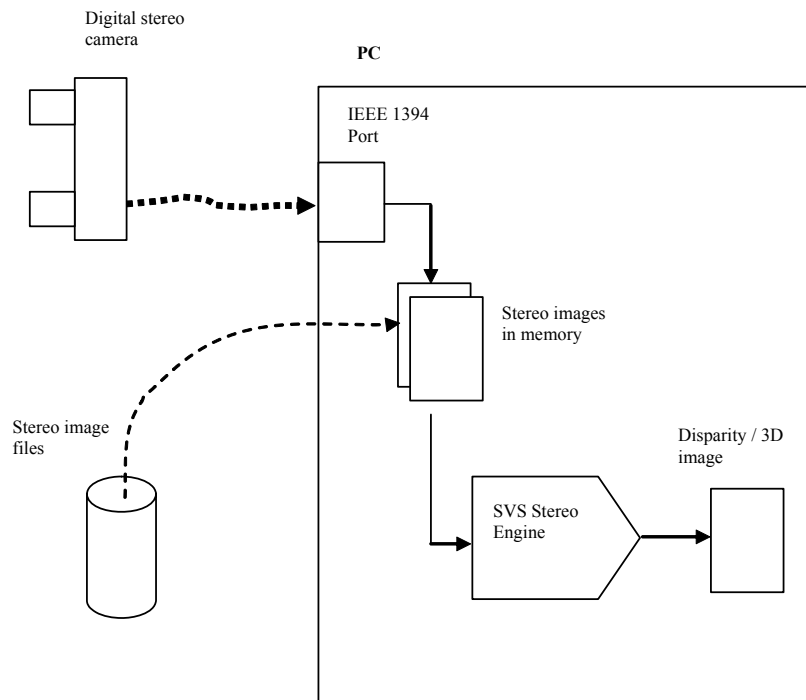 Digital stereo
camera
PC
IEEE 1394
Port
Stereo images
in memory
Stereo image
files
Disparity / 3D
image
SVS Stereo
Engine